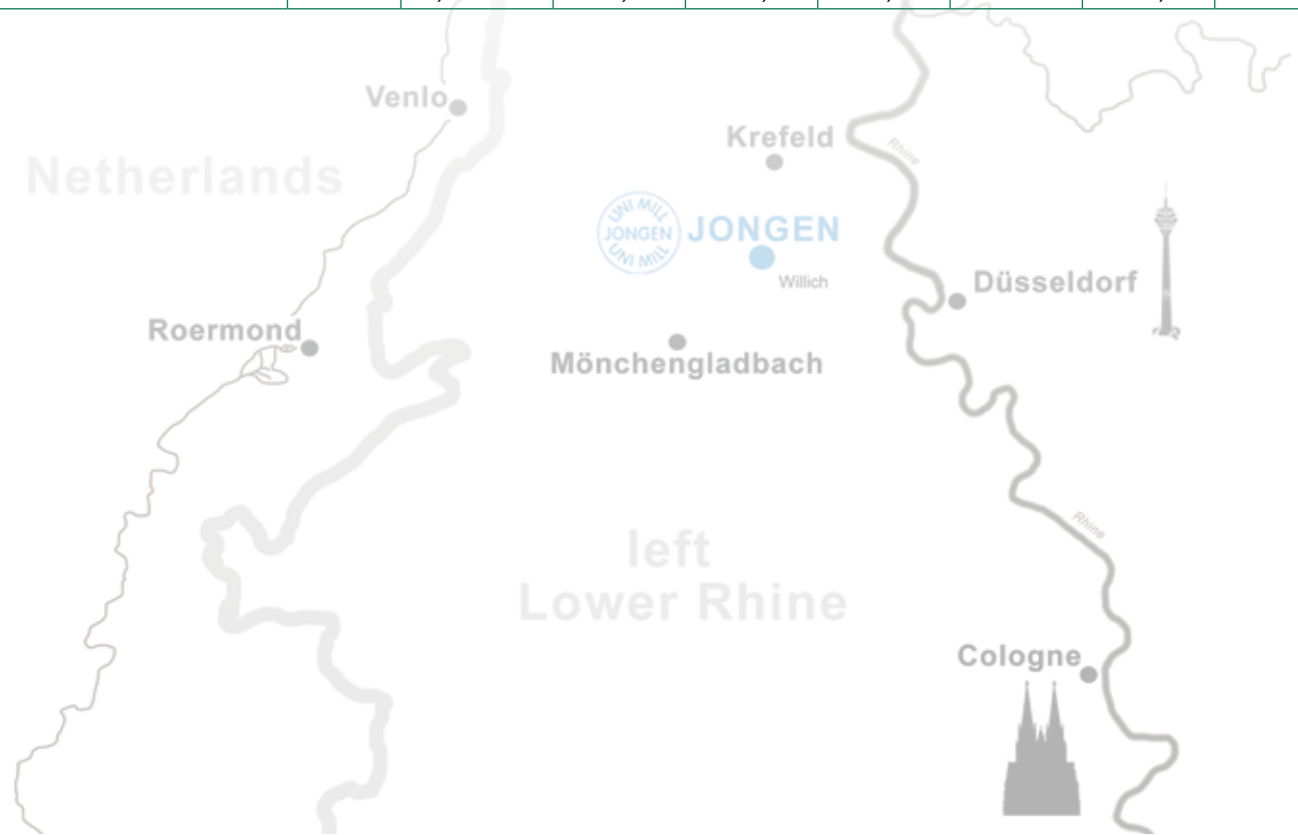 Venlo
Krefeld
Rhine
Netherlands
UNI MILL
JONGEN
UNI MILL
JONGEN
Willich
Düsseldorf
Roermond
Mönchengladbach
Rhine
left
Lower Rhine
Cologne